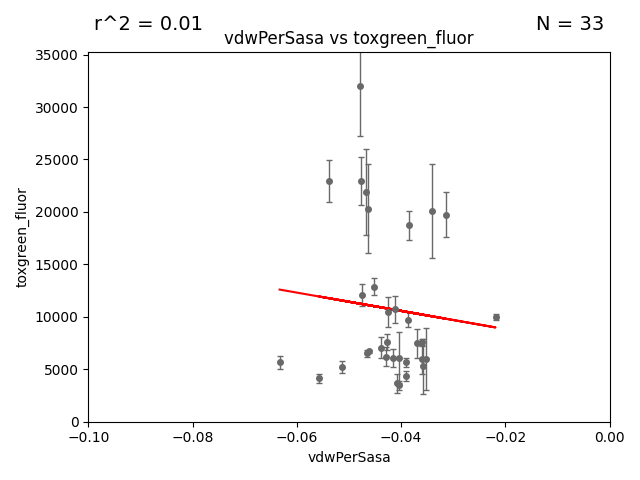 r^2 = 0.01
N = 33
vdwPerSasa vs toxgreen_fluor
35000
30000
25000
20000
15000
10000
5000
0
toxgreen_fluor
−0.10
−0.08
−0.06
−0.04
−0.02
0.00
vdwPerSasa